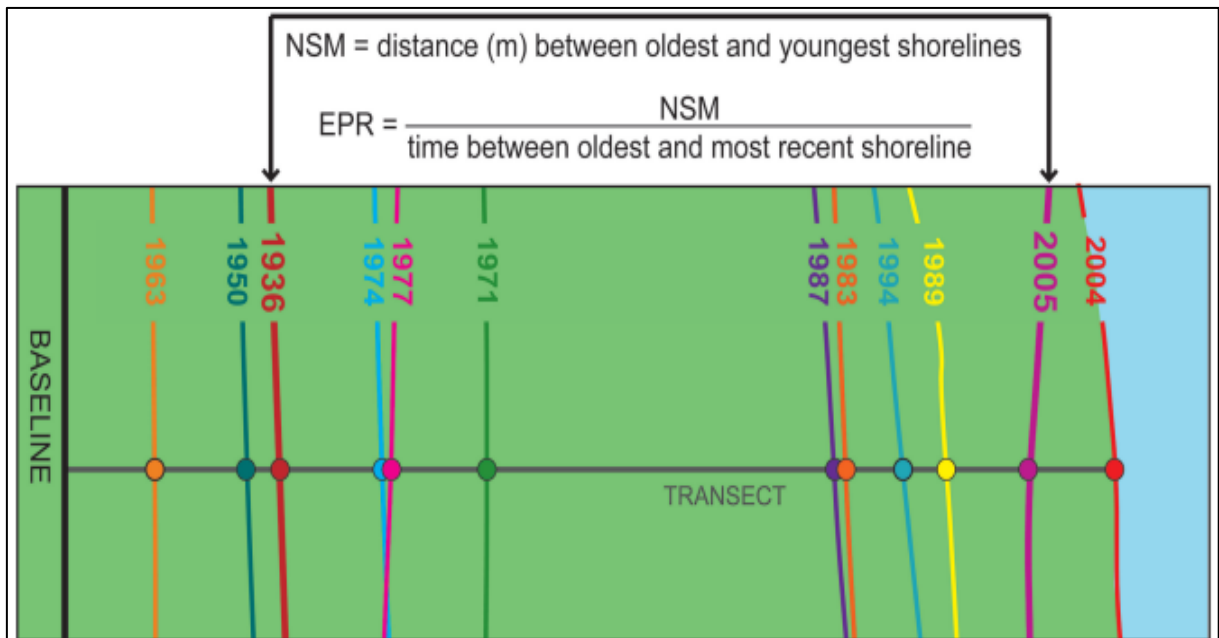 NSM = distance (m) between oldest and youngest shorelines
EPR = NSM
time between oldest and most recent shoreline
BASELINE
1963
1950
1936
1974
1977
1971
1987
1983
1994
1989
2005
2004
TRANSECT